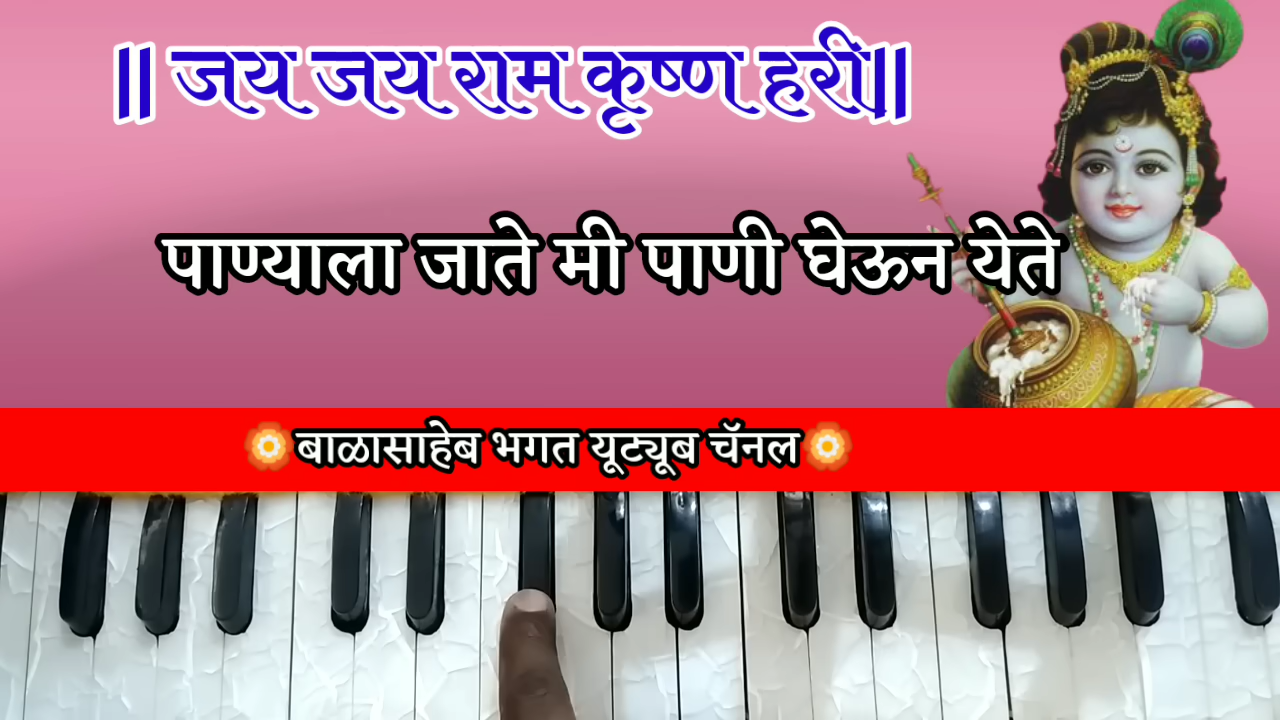 || जय जय राम कृष्ण हरी||
पाण्याला जाते मी पाणी घेऊन येते
बाळासाहेब भगत यूट्यूब चॅनल